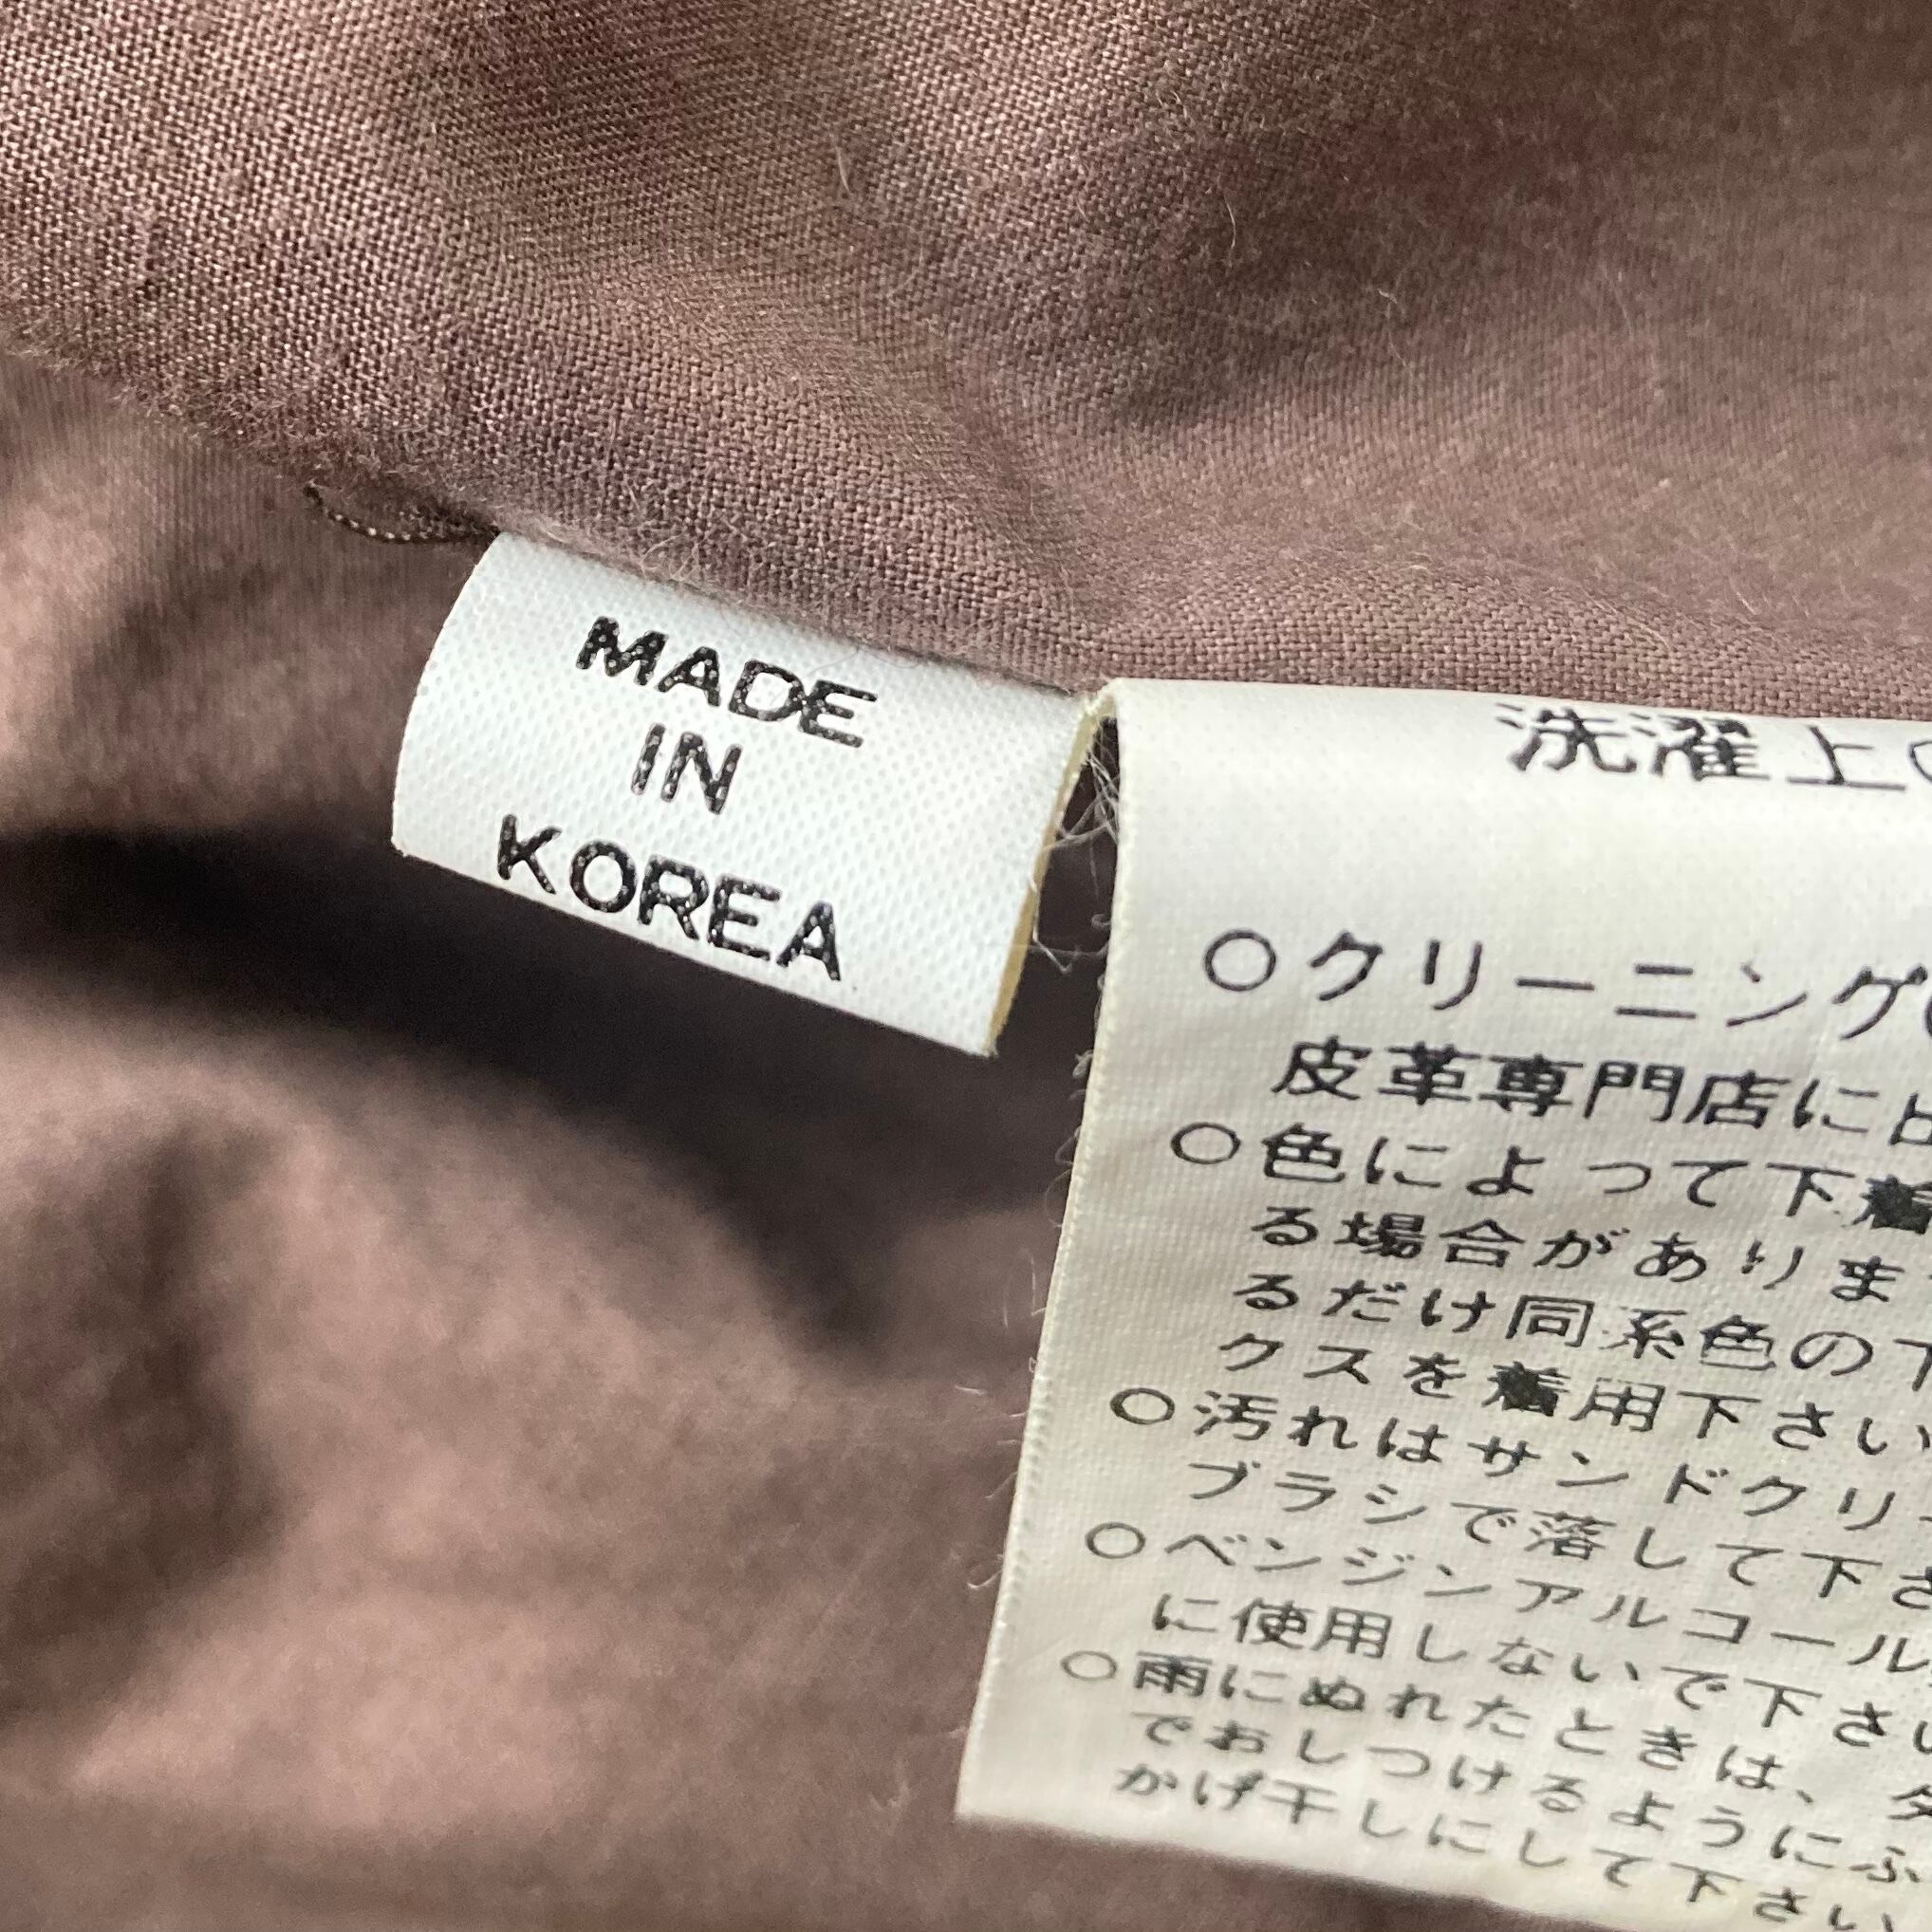 MADE
IN
KOREA
洗濯上
○クリーニング
皮革専門店に
○色によって下着
る場合がありま
るだけ同系色の下
クスを着用下さい
○汚れはサンドクリ
ブラシで落して下さ
○ベンジンアルコール
に使用しないで下さい
○雨にぬれたときは、タ
でおしつけるようにふ
かげ干しにして下さい